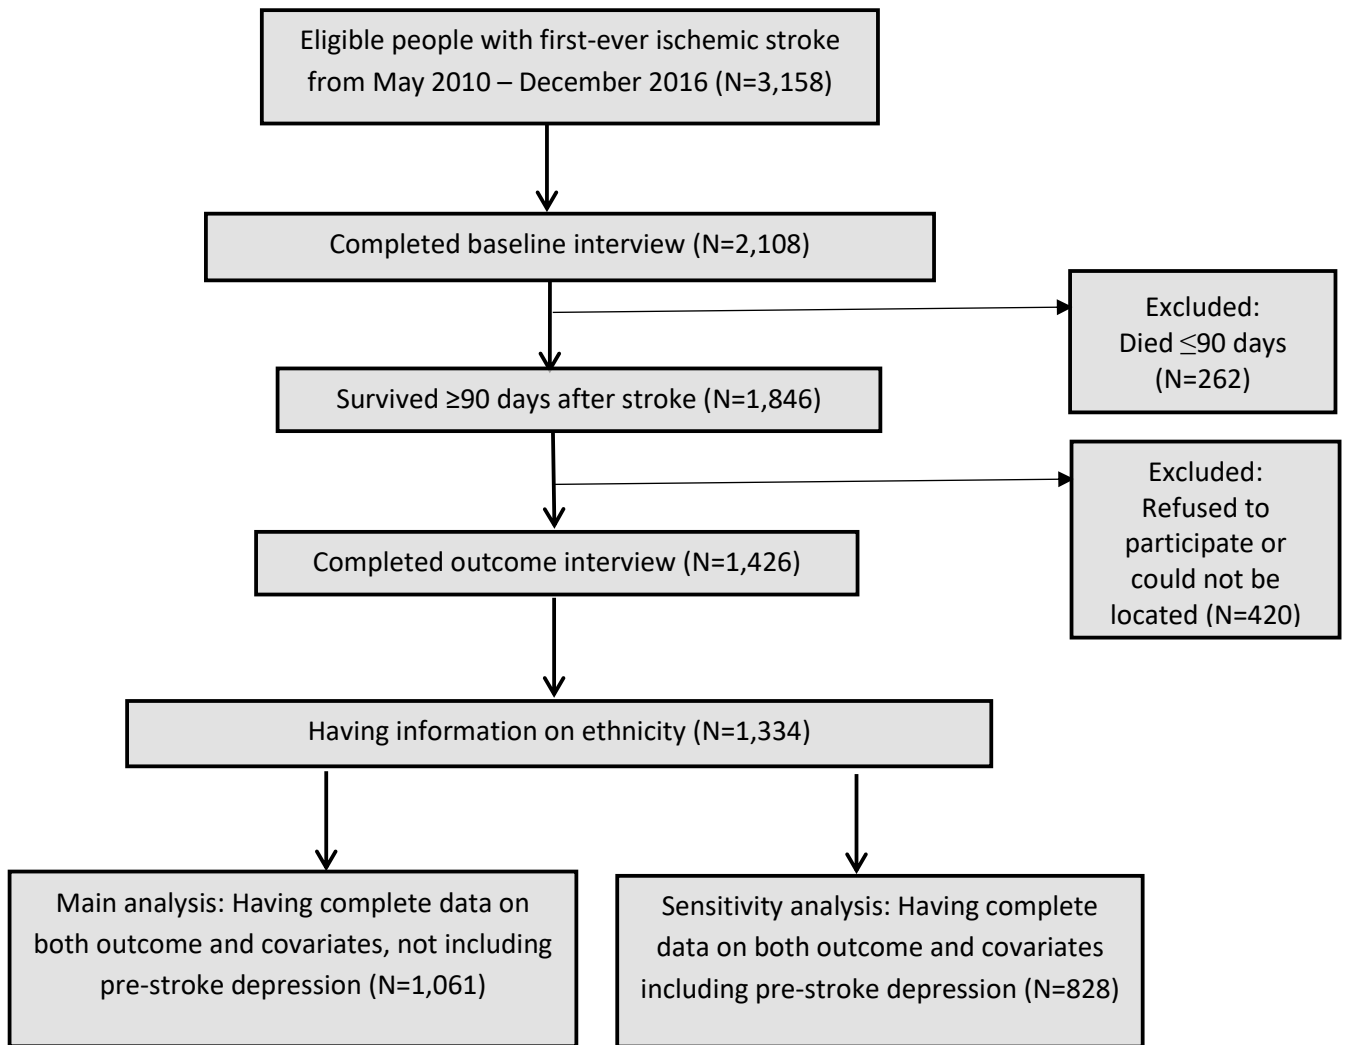 Eligible people with first-ever ischemic stroke
from May 2010 – December 2016 (N=3,158)
Completed baseline interview (N=2,108)
Excluded:
Died ≤90 days
(N=262)
Survived ≥90 days after stroke (N=1,846)
Excluded:
Refused to
participate or
could not be
located (N=420)
Completed outcome interview (N=1,426)
Having information on ethnicity (N=1,334)
Main analysis: Having complete data on
both outcome and covariates, not including
pre-stroke depression (N=1,061)
Sensitivity analysis: Having complete
data on both outcome and covariates
including pre-stroke depression (N=828)